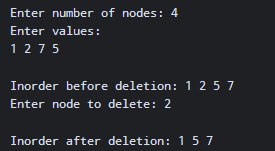 Enter number of nodes: 4
Enter values:
1 2 7 5
Inorder before deletion: 1 2 5 7
Enter node to delete: 2
Inorder after deletion: 1 5 7